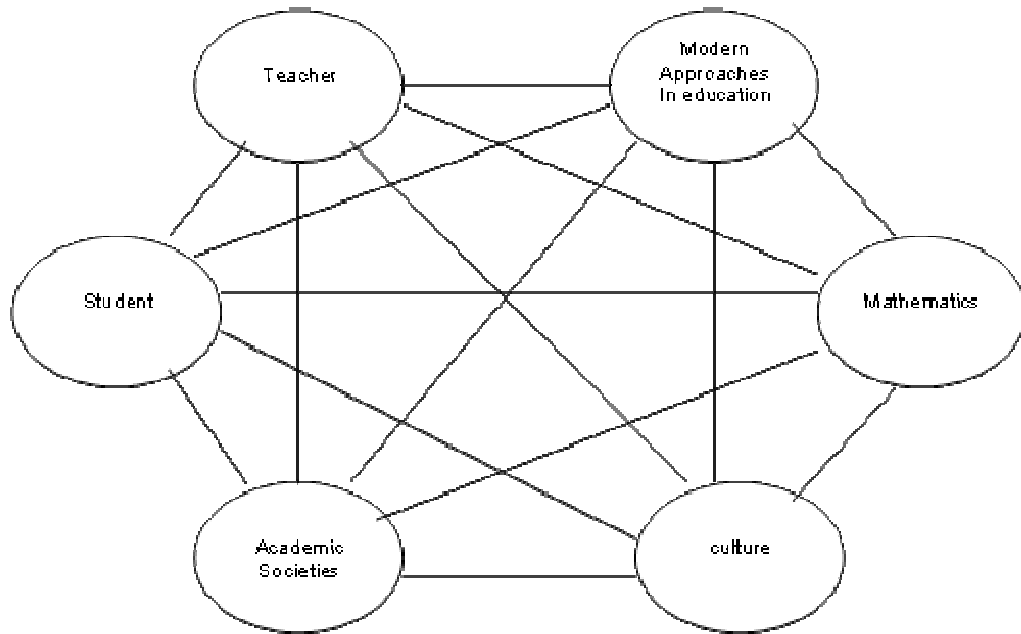 Teacher
Modern
Approaches
In education
Student
Mathematics
Academic
Societies
culture